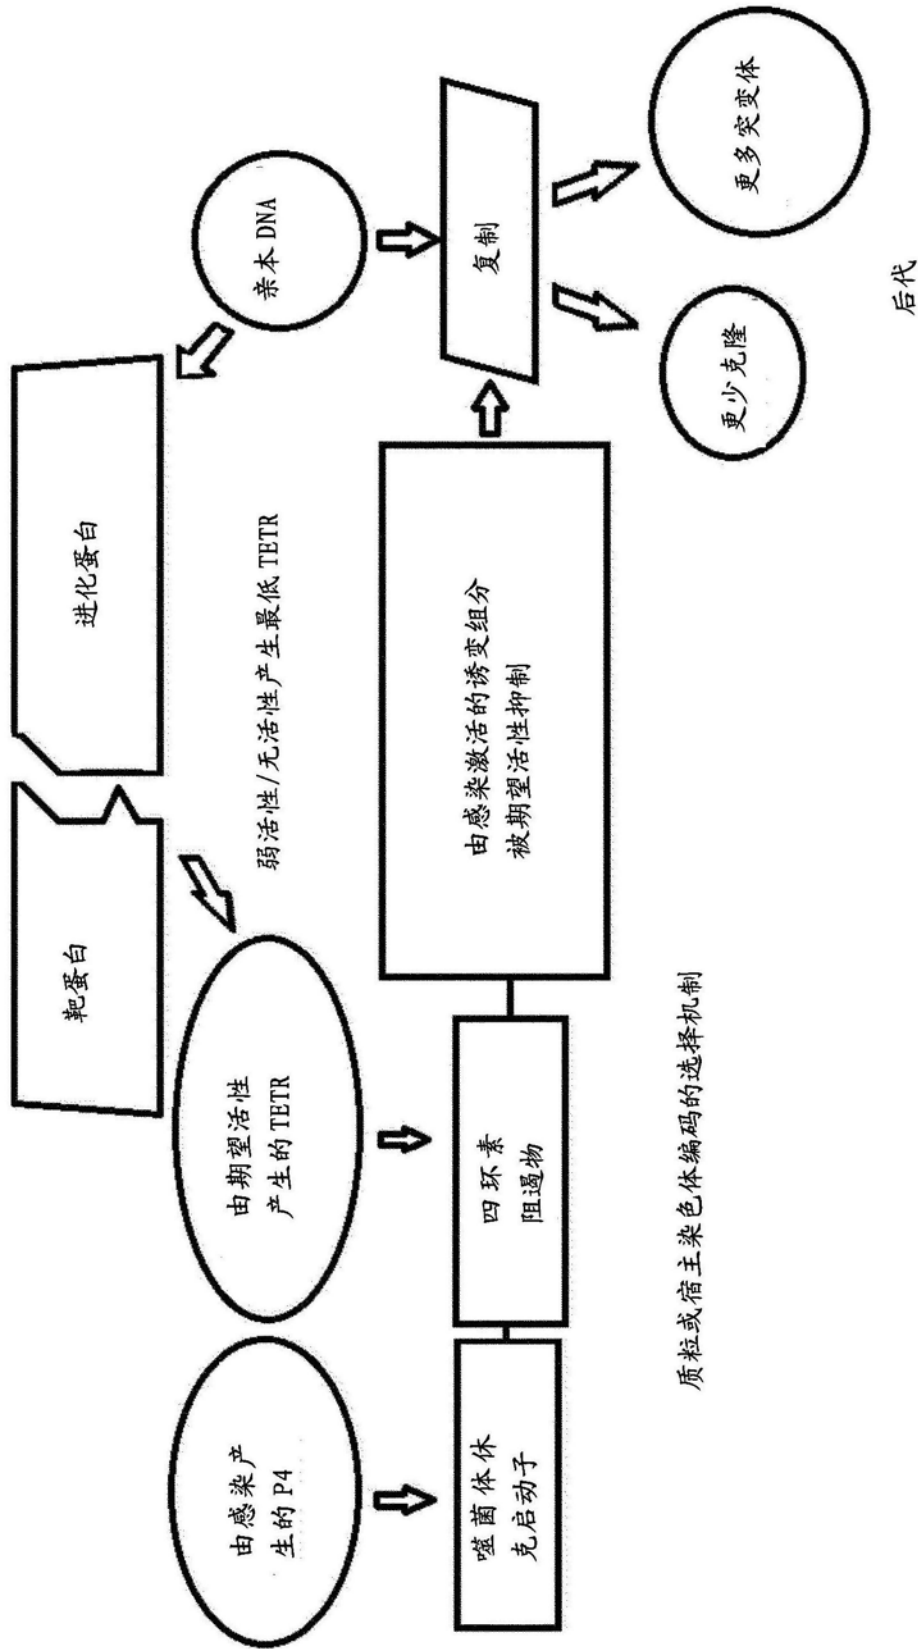 靶蛋白
进化蛋白
由感染产
生的P4
由期望活性
产生的TETR
弱活性/无活性产生最低TETR
亲本DNA
噬菌体休
克启动子
四环素
阻遏物
由感染激活的诱变组分
被期望活性抑制
复制
质粒或宿主染色体编码的选择机制
更少克隆
更多突变体
后代